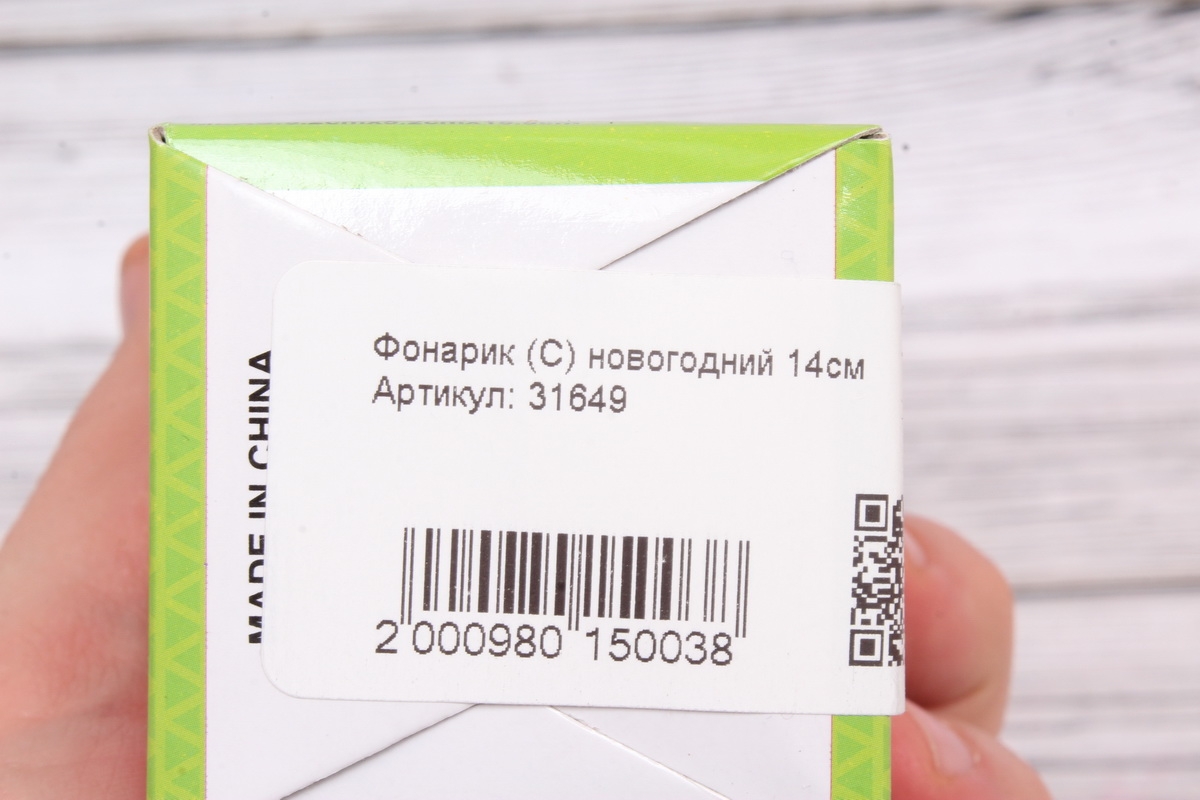 Фонарик (С) новогодний 14см
Артикул: 31649
MADE IN CHINA
2 000980 150038